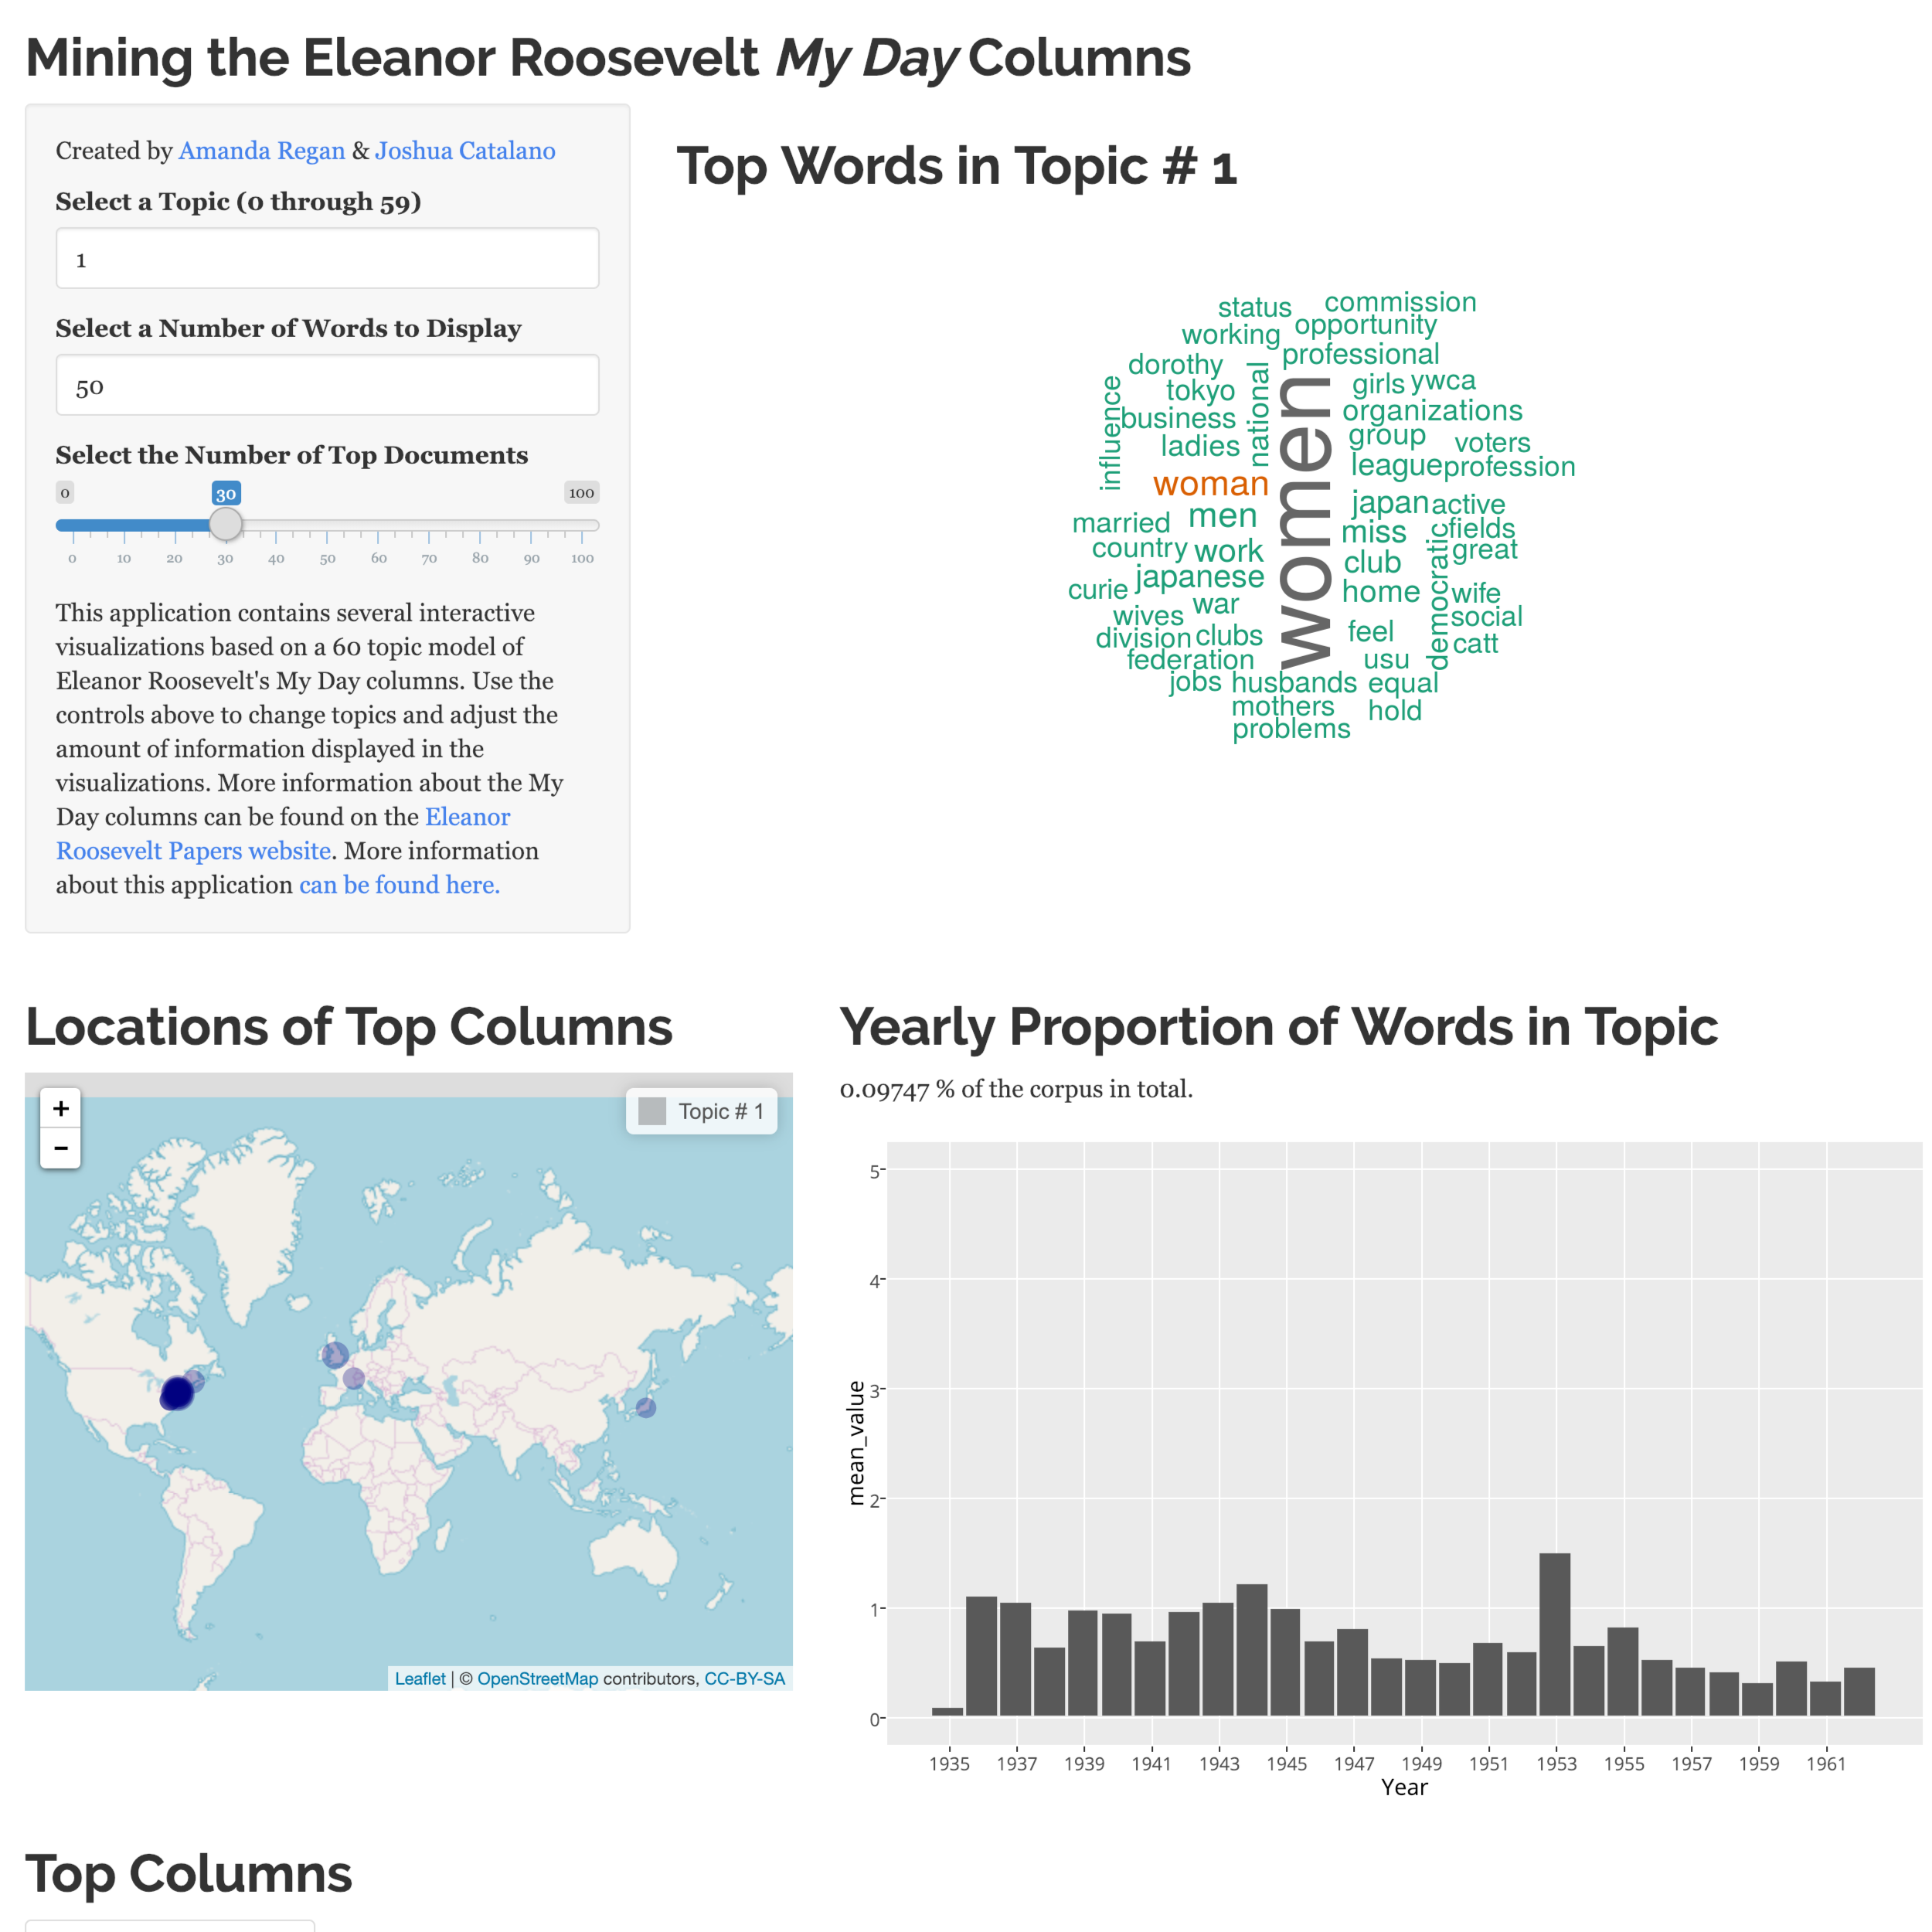 Mining the Eleanor Roosevelt My Day Columns
Created by Amanda Regan & Joshua Catalano
Select a Topic (0 through 59)
1
Select a Number of Words to Display
50
Select the Number of Top Documents
0
30
100
0 10 20 30 40 50 60 70 80 90 100
This application contains several interactive
visualizations based on a 60 topic model of
Eleanor Roosevelt's My Day columns. Use the
controls above to change topics and adjust the
amount of information displayed in the
visualizations. More information about the My
Day columns can be found on the Eleanor
Roosevelt Papers website. More information
about this application can be found here.
Top Words in Topic # 1
status
commission
working
opportunity
professional
dorothy
tokyo
national
girls
ywca
influence
business
organizations
ladies
group
voters
league
profession
woman
women
japan
active
married
men
miss
fields
country
work
club
democratic
great
japanese
curie
home
wife
wives
war
social
division
clubs
feel
catt
federation
usu
jobs
husbands
equal
mothers
hold
problems
Locations of Top Columns
+
−
Topic # 1
Leaflet | © OpenStreetMap contributors, CC-BY-SA
Yearly Proportion of Words in Topic
0.09747 % of the corpus in total.
5
4
3
2
1
0
mean_value
1935 1937 1939 1941 1943 1945 1947 1949 1951 1953 1955 1957 1959 1961
Year
Top Columns